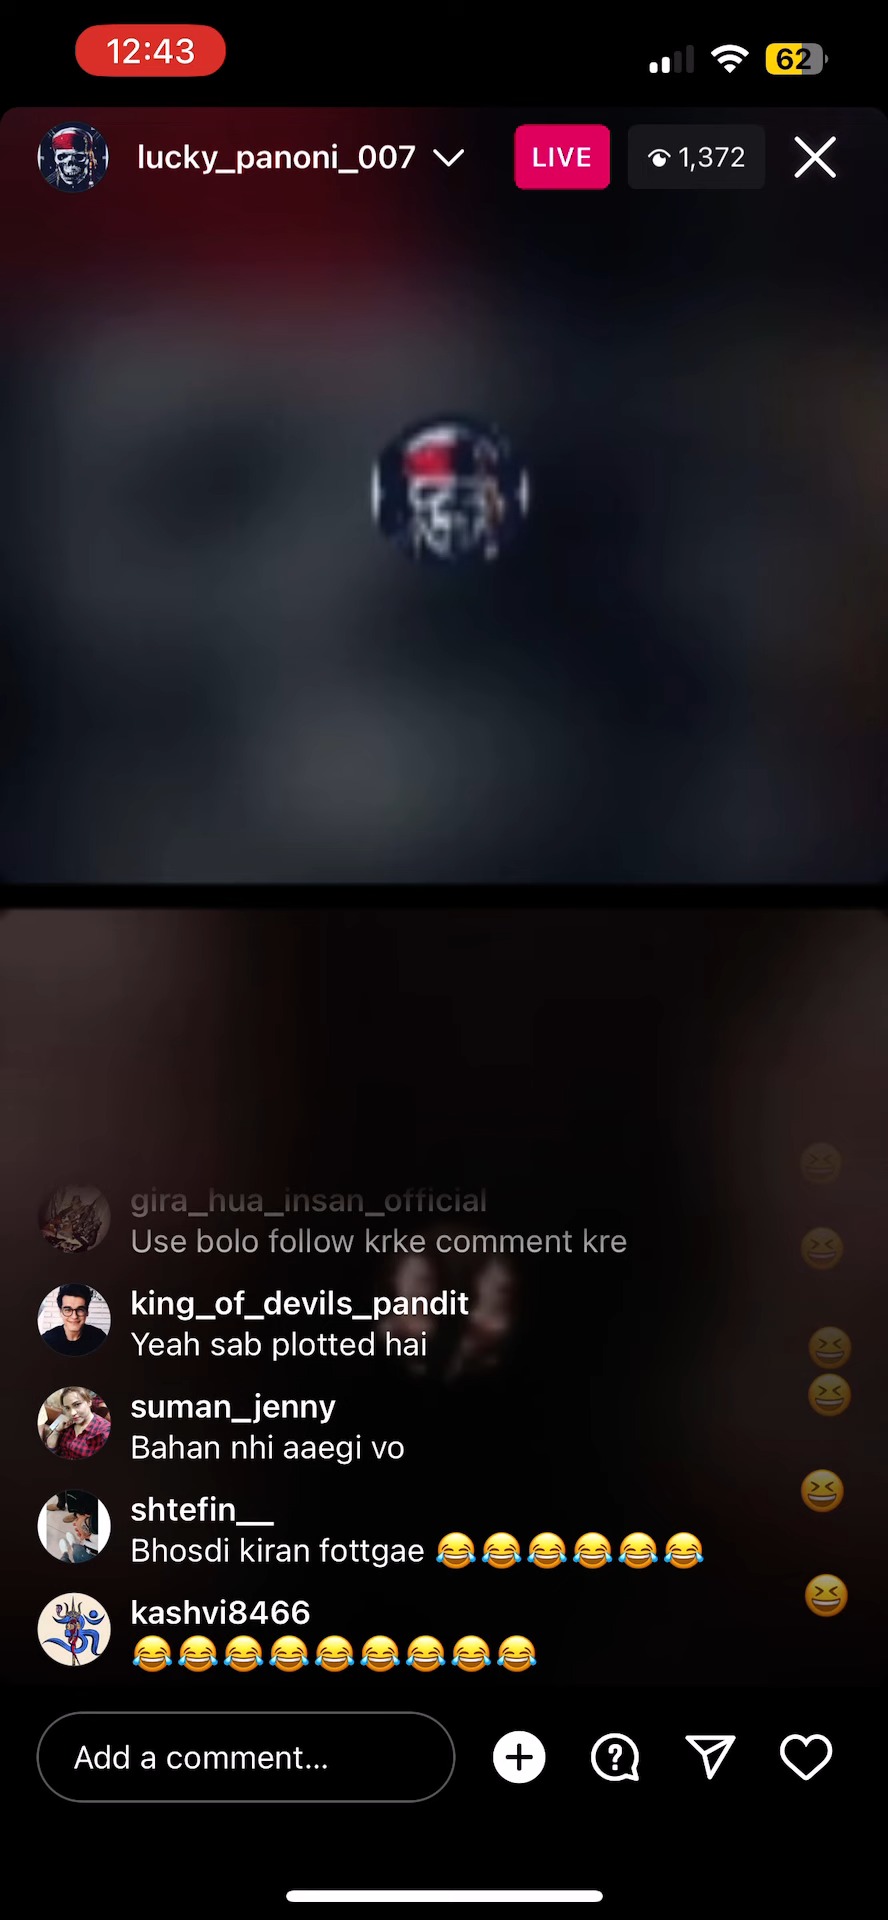 12:43
62
lucky_panoni_007
LIVE
1,372
gira_hua_insan_official
Use bolo follow krke comment kre
king_of_devils_pandit
Yeah sab plotted hai
suman_jenny
Bahan nhi aaegi vo
shtefin__
Bhosdi kiran fottgae 😂😂😂😂😂😂
kashvi8466
😂😂😂😂😂😂😂😂😂
Add a comment...